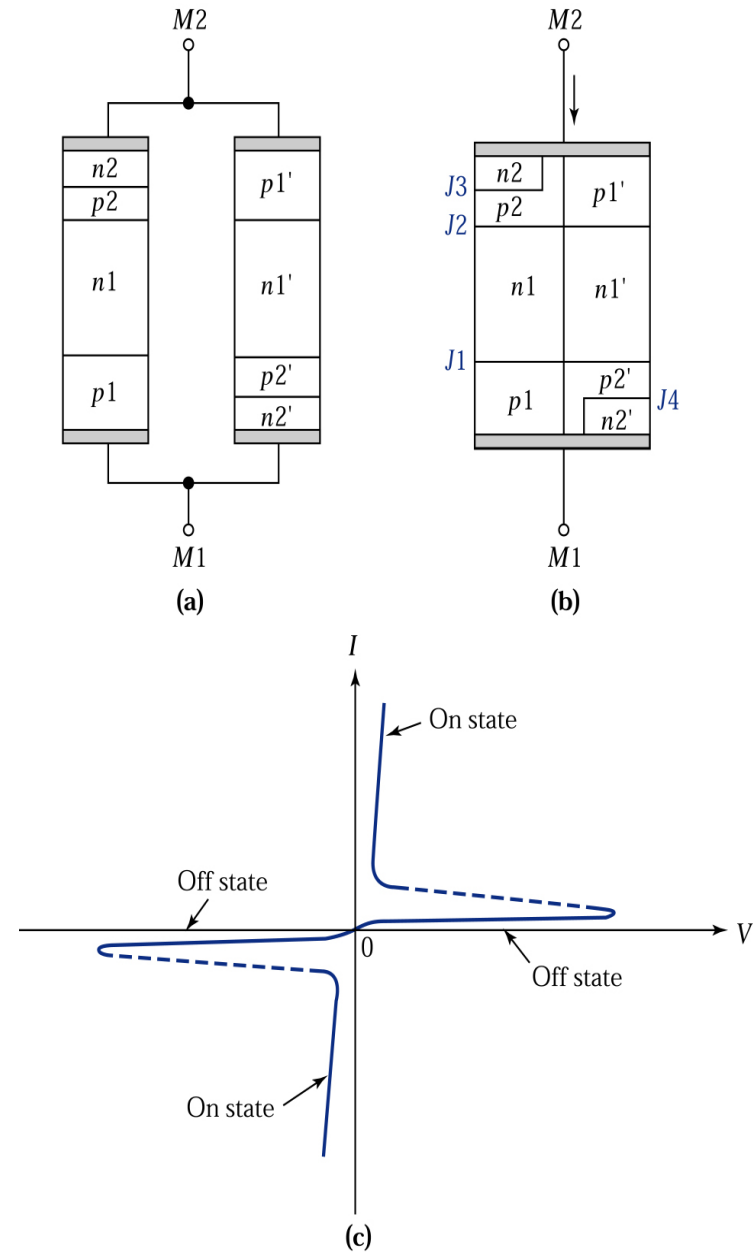 M2
n2
p2
n1
p1
p1'
n1'
p2'
n2'
M1
(a)
M2
J3
J2
J1
n2
p2
n1
p1
p1'
n1'
p2'
n2'
J4
M1
(b)
I
On state
Off state
0
V
Off state
On state
(c)